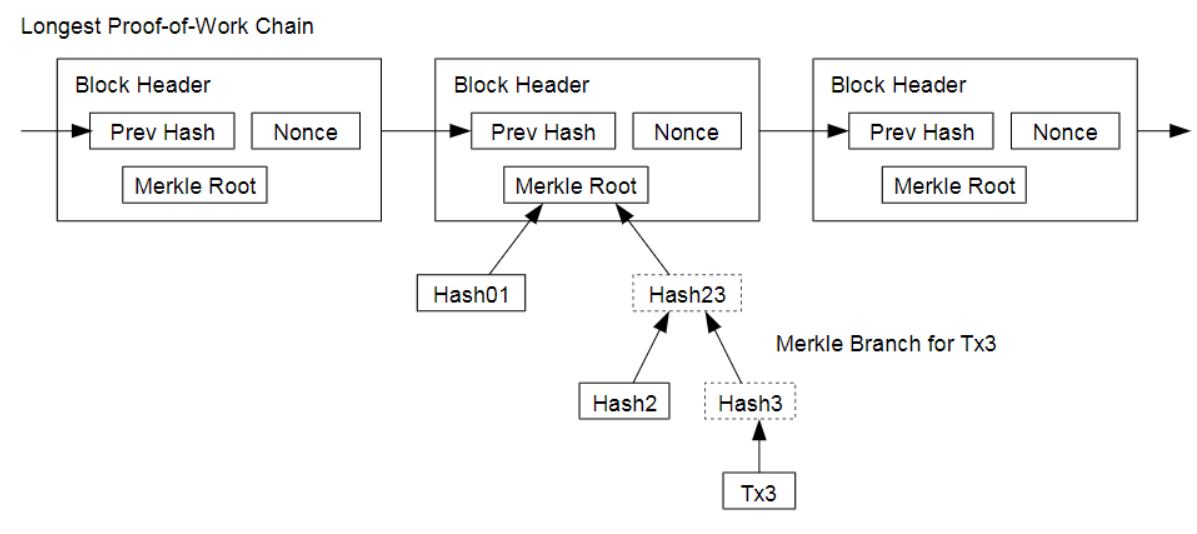 Longest Proof-of-Work Chain
Block Header
Prev Hash
Nonce
Merkle Root
Block Header
Prev Hash
Nonce
Merkle Root
Block Header
Prev Hash
Nonce
Merkle Root
Hash01
Hash23
Merkle Branch for Tx3
Hash2
Hash3
Tx3